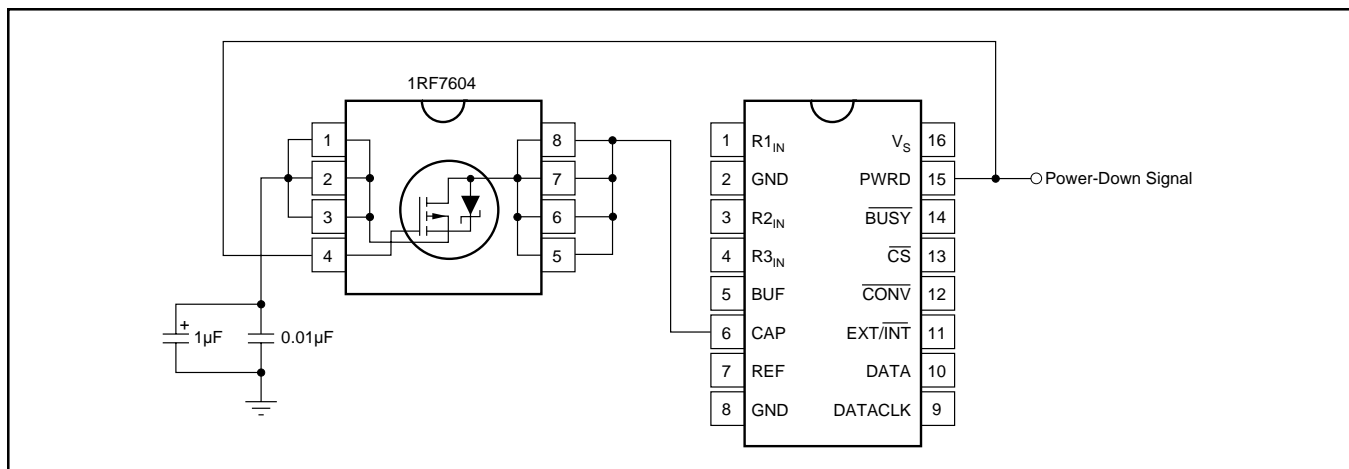 1RF7604
1
2
3
4
8
7
6
5
+
1µF
0.01µF
1 R1IN
2 GND
3 R2IN
4 R3IN
5 BUF
6 CAP
7 REF
8 GND
VS 16
PWRD 15
BUSY 14
CS 13
CONV 12
EXT/INT 11
DATA 10
DATACLK 9
Power-Down Signal